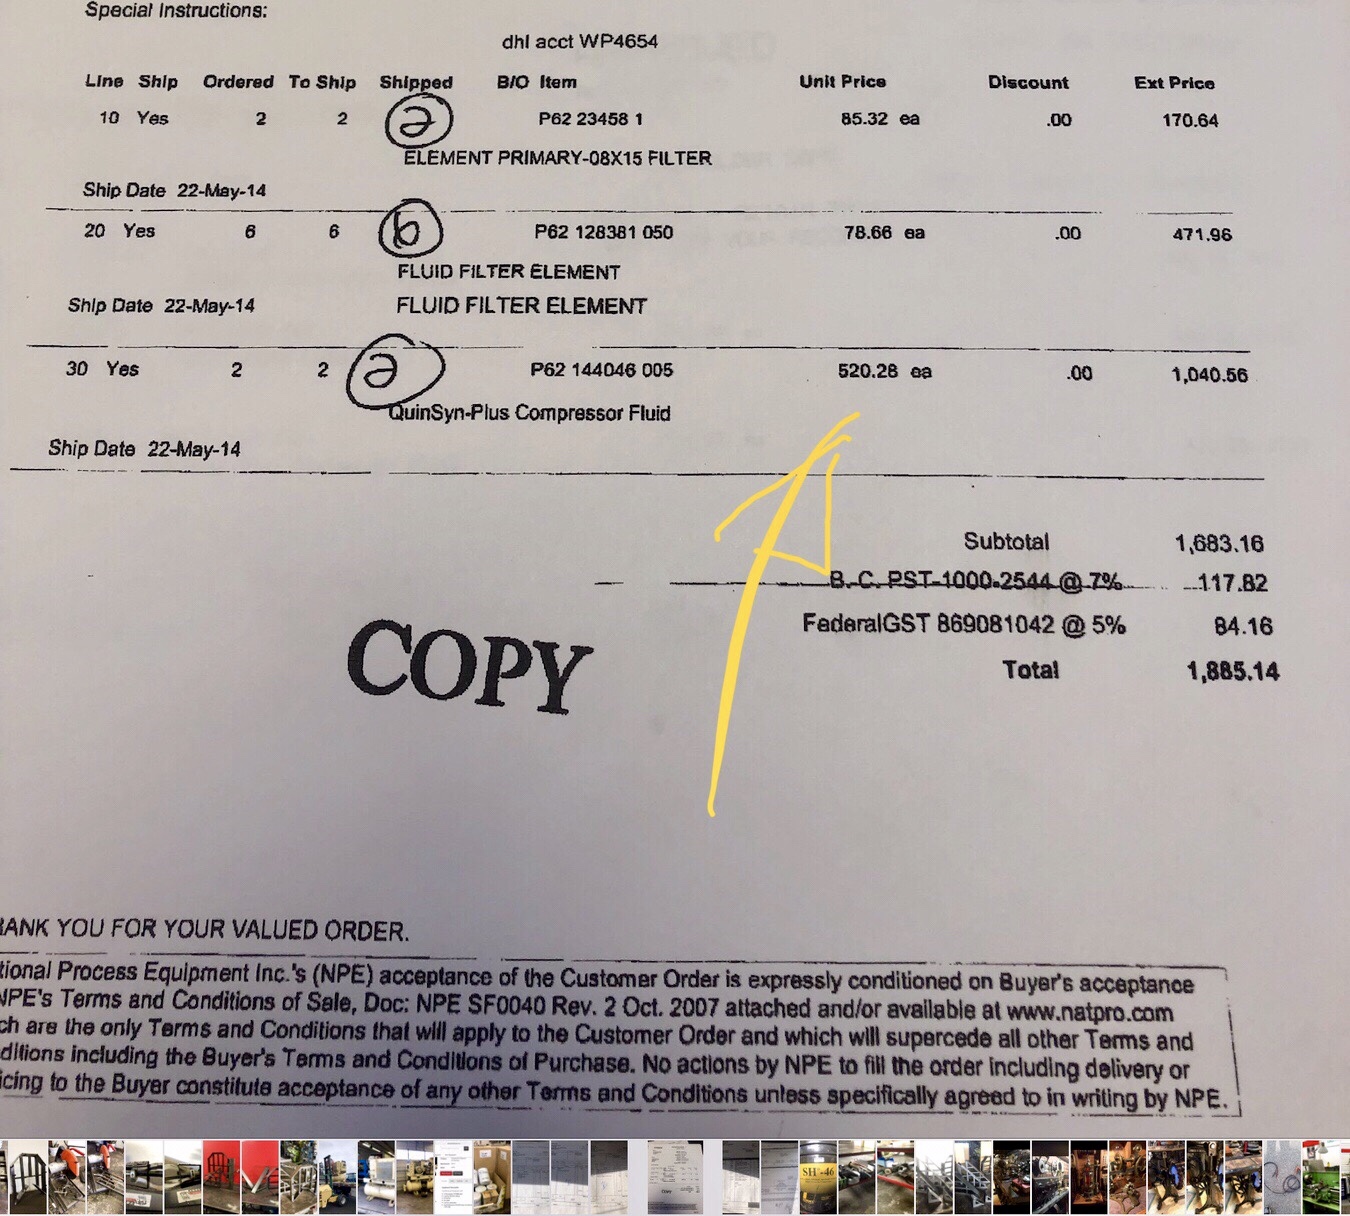 Special Instructions:
dhl acct WP4654
Line Ship Ordered To Ship Shipped B/O Item Unit Price Discount Ext Price
10 Yes 2 2 2 P62 23458 1 85.32 ea .00 170.64
ELEMENT PRIMARY-08X15 FILTER
Ship Date 22-May-14
20 Yes 6 6 6 P62 128381 050 78.66 ea .00 471.96
FLUID FILTER ELEMENT
Ship Date 22-May-14 FLUID FILTER ELEMENT
30 Yes 2 2 2 P62 144046 005 520.28 ea .00 1,040.56
QuinSyn-Plus Compressor Fluid
Ship Date 22-May-14
Subtotal 1,683.16
B.C. PST-1000-2544 @ 7% 117.82
FederalGST 869081042 @ 5% 84.16
Total 1,885.14
COPY
ANK YOU FOR YOUR VALUED ORDER.
tional Process Equipment Inc.'s (NPE) acceptance of the Customer Order is expressly conditioned on Buyer's acceptance
NPE's Terms and Conditions of Sale, Doc: NPE SF0040 Rev. 2 Oct. 2007 attached and/or available at www.natpro.com
ch are the only Terms and Conditions that will apply to the Customer Order and which will supercede all other Terms and
ditions including the Buyer's Terms and Conditions of Purchase. No actions by NPE to fill the order including delivery or
icing to the Buyer constitute acceptance of any other Terms and Conditions unless specifically agreed to in writing by NPE.
SH-46